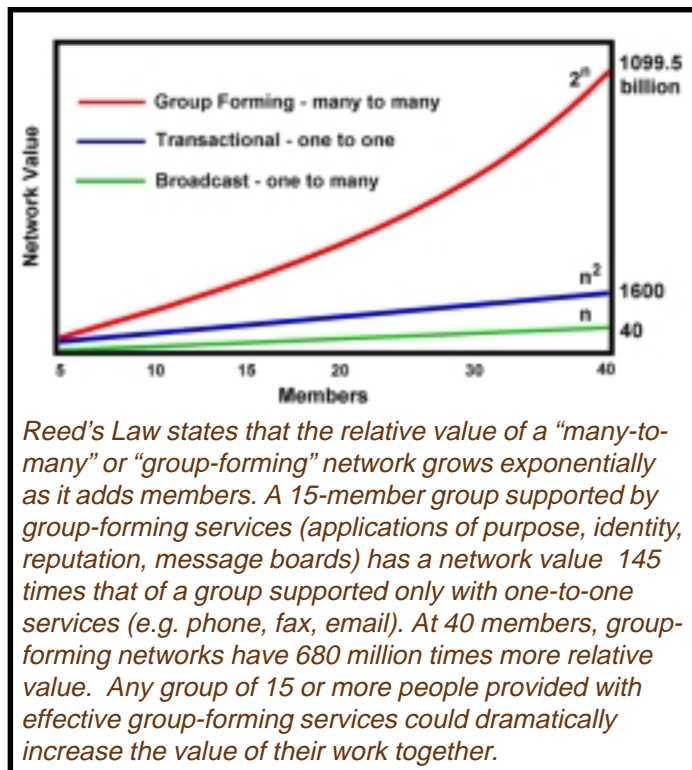 2ⁿ
1099.5
billion
Group Forming - many to many
Transactional - one to one
Broadcast - one to many
Network Value
n²
1600
n
40
5 10 15 20 30 40
Members
Reed's Law states that the relative value of a “many-to-
many” or “group-forming” network grows exponentially
as it adds members. A 15-member group supported by
group-forming services (applications of purpose, identity,
reputation, message boards) has a network value 145
times that of a group supported only with one-to-one
services (e.g. phone, fax, email). At 40 members, group-
forming networks have 680 million times more relative
value. Any group of 15 or more people provided with
effective group-forming services could dramatically
increase the value of their work together.